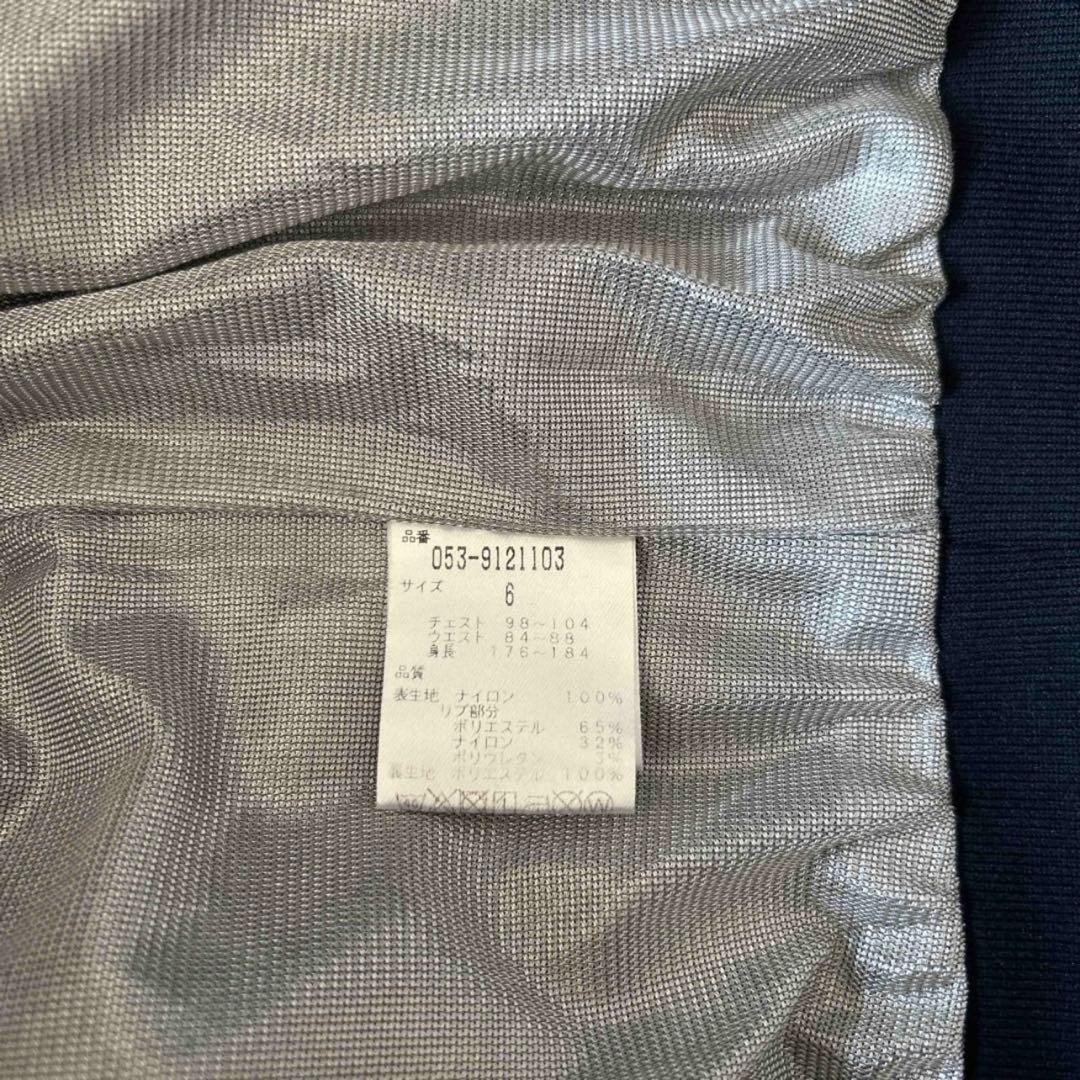 品番
053-9121103
サイズ 6
チェスト 98～104
ウエスト 84～88
身長 176～184
品質
表生地 ナイロン 100%
リブ部分
ポリエステル 65%
ナイロン 32%
ポリウレタン 3%
裏生地 ポリエステル 100%